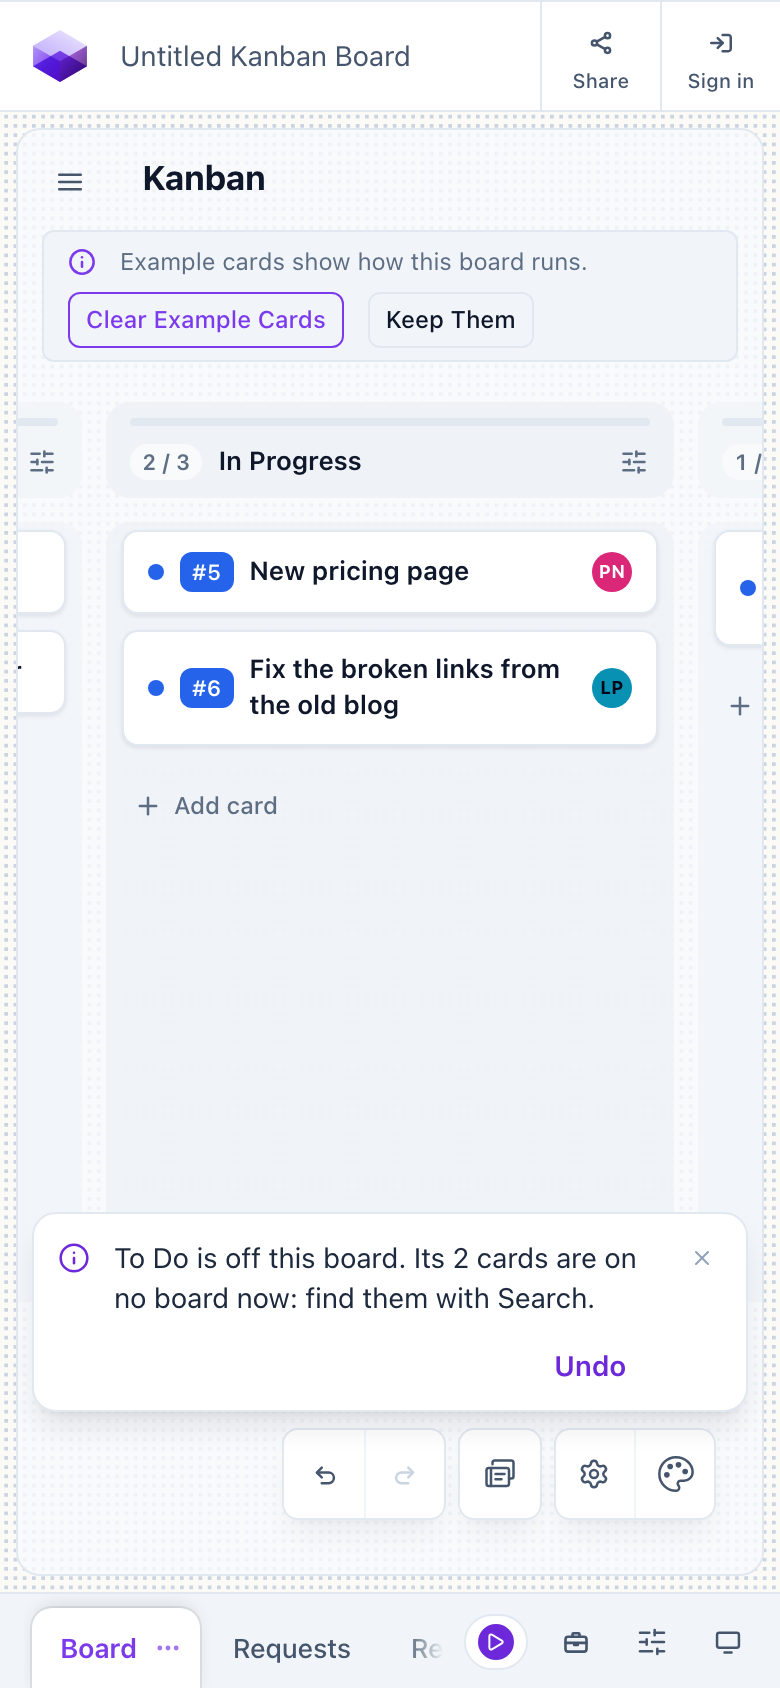 Untitled Kanban Board
Share
Sign in
Kanban
Example cards show how this board runs.
Clear Example Cards
Keep Them
2 / 3
In Progress
1 /
#5
New pricing page
PN
#6
Fix the broken links from
the old blog
LP
Add card
To Do is off this board. Its 2 cards are on
no board now: find them with Search.
Undo
Board
Requests
Re